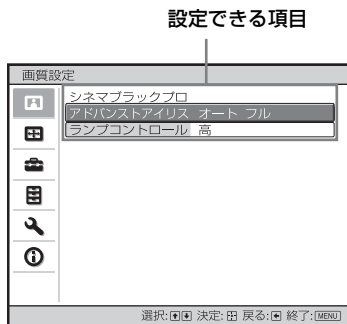 設定できる項目
画質設定
シネマブラックプロ
アドバンストアイリス オート フル
ランプコントロール 高
選択:↑↓ 決定: 戻る:← 終了:MENU